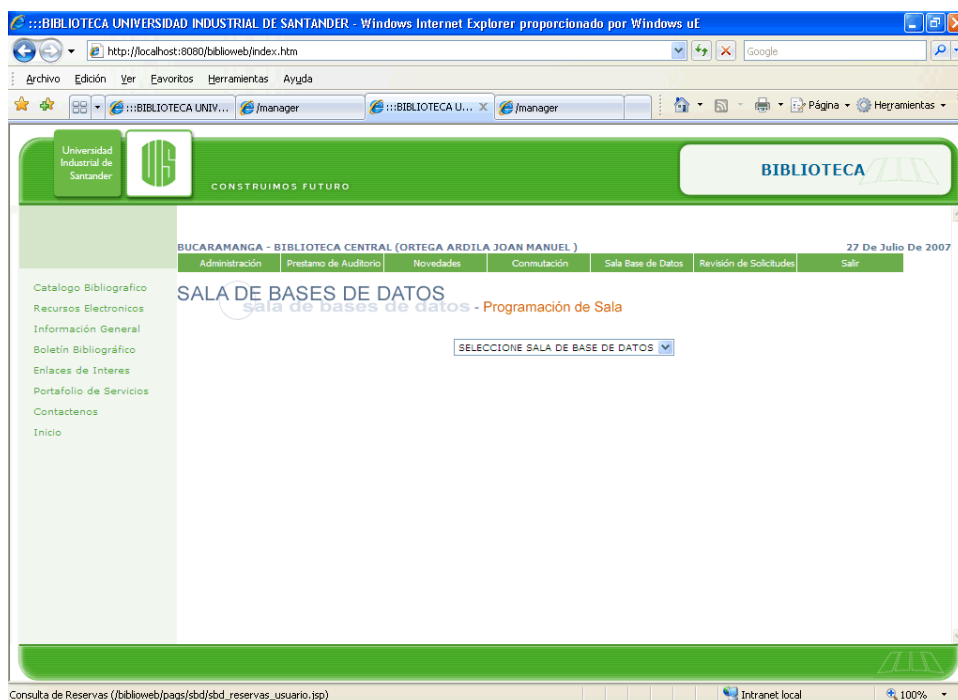 :::BIBLIOTECA UNIVERSIDAD INDUSTRIAL DE SANTANDER - Windows Internet Explorer proporcionado por Windows uE
http://localhost:8080/biblioweb/index.htm
Google
Archivo Edición Ver Favoritos Herramientas Ayuda
:::BIBLIOTECA UNIV... /manager :::BIBLIOTECA U... /manager Página Herramientas
Universidad
Industrial de
Santander
CONSTRUIMOS FUTURO
BIBLIOTECA
BUCARAMANGA - BIBLIOTECA CENTRAL (ORTEGA ARDILA JOAN MANUEL ) 27 De Julio De 2007
Administración Prestamo de Auditorio Novedades Conmutación Sala Base de Datos Revisión de Solicitudes Salir
SALA DE BASES DE DATOS
sala de bases de datos - Programación de Sala
SELECCIONE SALA DE BASE DE DATOS
Catalogo Bibliografico
Recursos Electronicos
Información General
Boletín Bibliográfico
Enlaces de Interes
Portafolio de Servicios
Contactenos
Inicio
Consulta de Reservas (/biblioweb/pags/sbd/sbd_reservas_usuario.jsp) Intranet local 100%